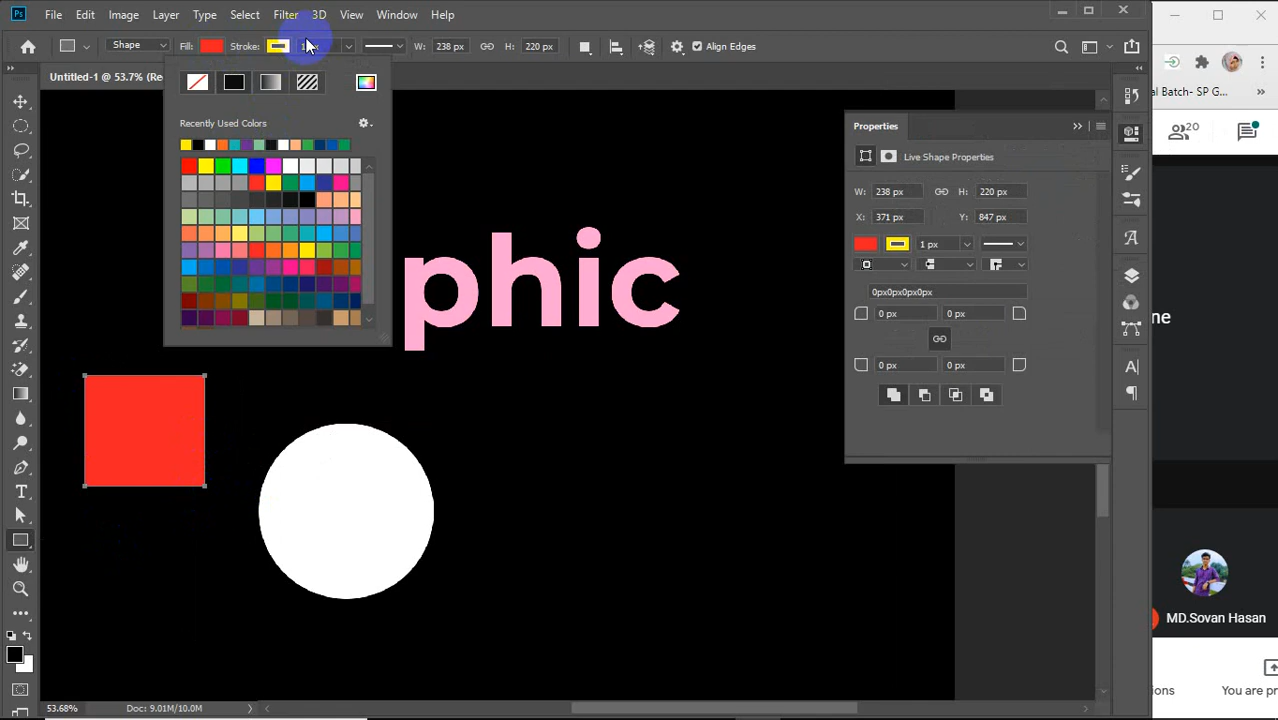 Ps File Edit Image Layer Type Select Filter 3D View Window Help
Shape Fill: Stroke: W: 238 px H: 220 px Align Edges
Untitled-1 @ 53.7% (Re
Recently Used Colors
phic
Properties
Live Shape Properties
W: 238 px H: 220 px
X: 371 px Y: 847 px
1 px
0px0px0px0px
0 px 0 px
0 px 0 px
53.68% Doc: 9.01M/10.0M
al Batch- SP G...
20
ne
MD.Sovan Hasan
ions You are pr